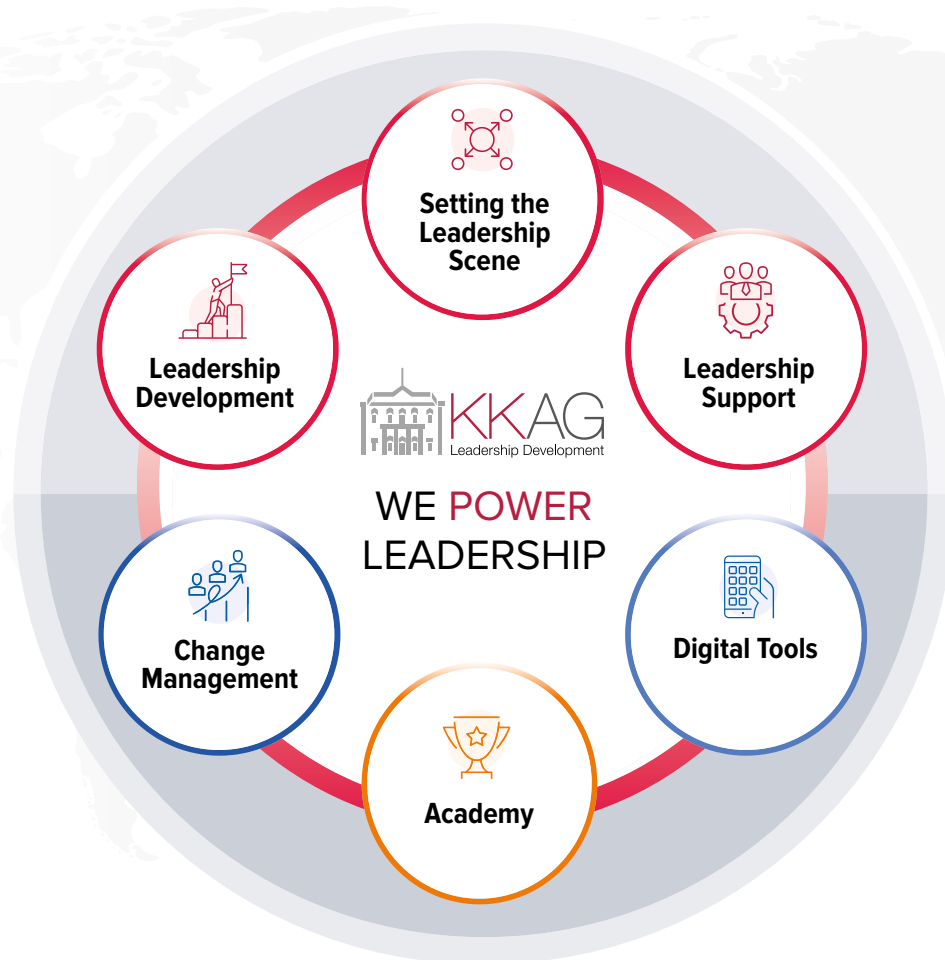 Setting the
Leadership
Scene
Leadership
Development
Leadership
Support
KKAG
Leadership Development
WE POWER
LEADERSHIP
Change
Management
Digital Tools
Academy